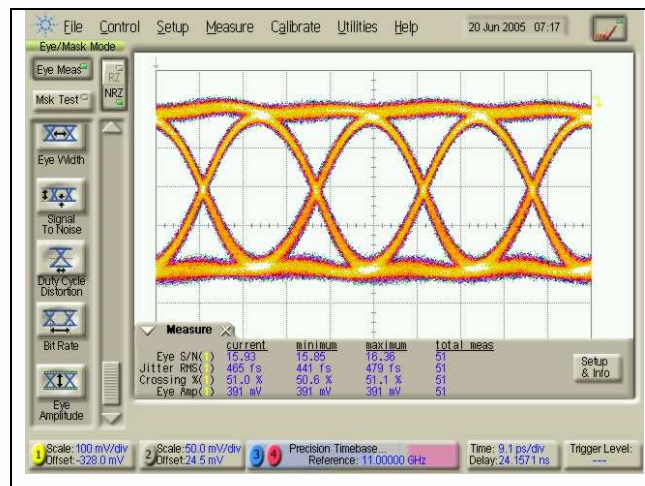 File Control Setup Measure Calibrate Utilities Help 20 Jun 2005 07:17
Eye/Mask Mode
Eye Meas
RZ
NRZ
Msk Test
Eye Width
Signal
To Noise
Duty Cycle
Distortion
Bit Rate
Eye
Amplitude
Measure
current minimum maximum total meas
Eye S/N(1) 15.93 15.85 16.36 51
Jitter RMS(1) 465 fs 441 fs 479 fs 51
Crossing %(1) 51.0 % 50.6 % 51.1 % 51
Eye Amp(1) 391 mV 391 mV 391 mV 51
Setup
& Info
1 Scale:100 mV/div
Offset:-328.0 mV
2 Scale:50.0 mV/div
Offset:24.5 mV
3 4 Precision Timebase...
Reference: 11.00000 GHz
Time: 9.1 ps/div
Delay:24.1571 ns
Trigger Level:
---